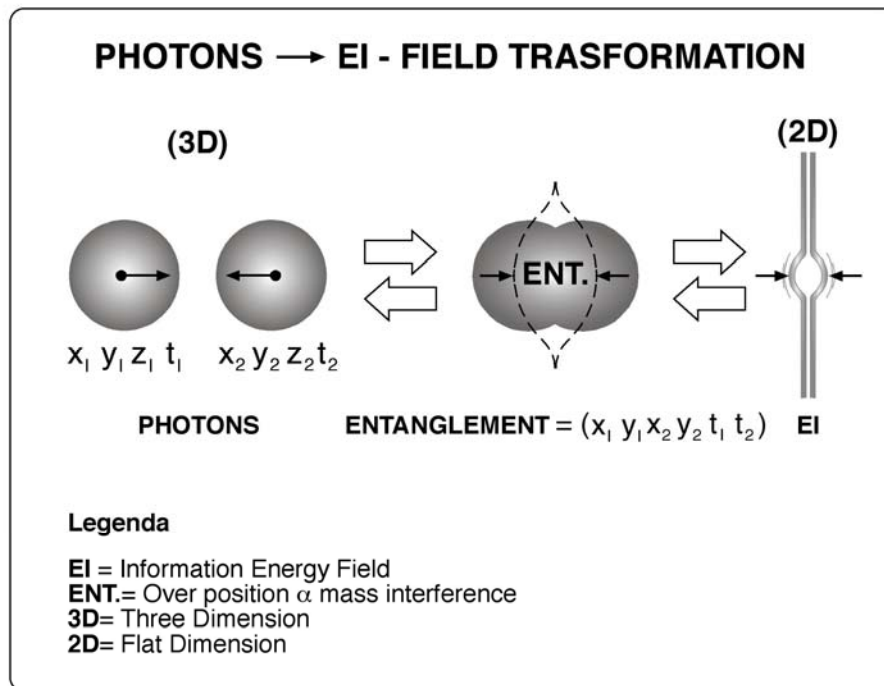 PHOTONS → EI - FIELD TRASFORMATION
(3D)
(2D)
ENT.
x₁ y₁ z₁ t₁
x₂ y₂ z₂ t₂
PHOTONS
ENTANGLEMENT = (x₁ y₁ x₂ y₂ t₁ t₂)
EI
Legenda
EI = Information Energy Field
ENT.= Over position α mass interference
3D= Three Dimension
2D= Flat Dimension